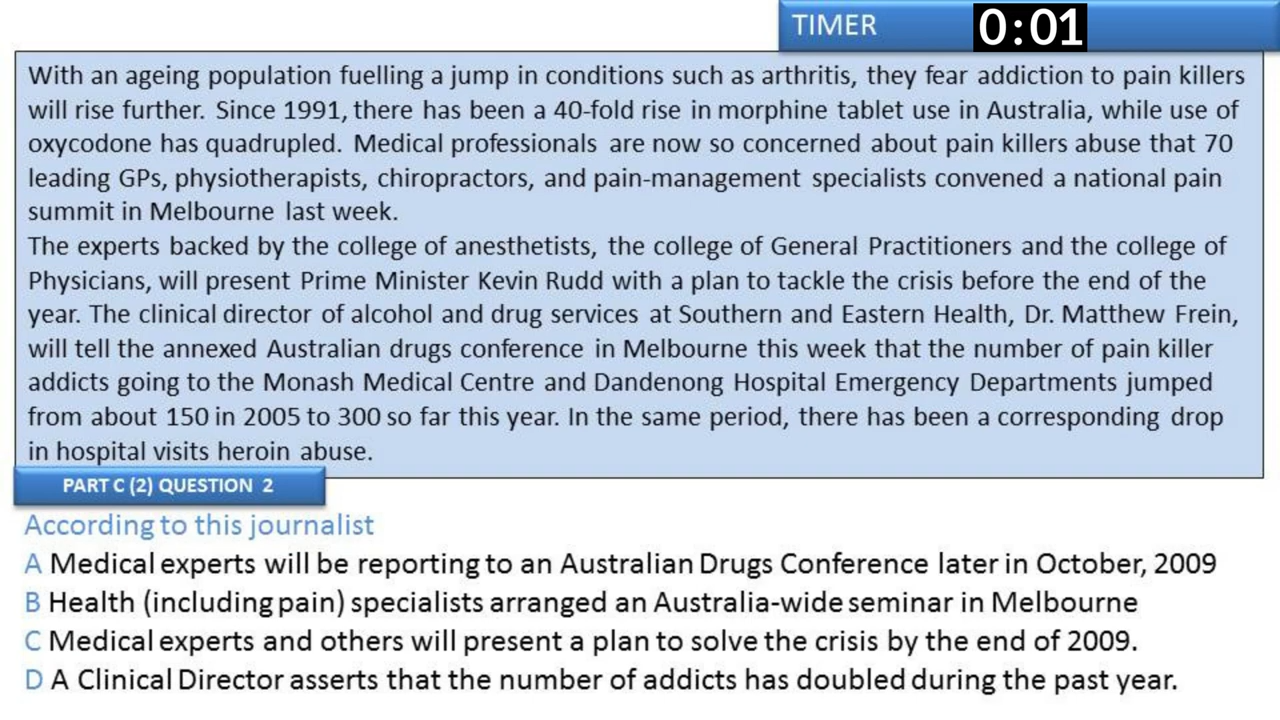 TIMER 0:01
With an ageing population fuelling a jump in conditions such as arthritis, they fear addiction to pain killers
will rise further. Since 1991, there has been a 40-fold rise in morphine tablet use in Australia, while use of
oxycodone has quadrupled. Medical professionals are now so concerned about pain killers abuse that 70
leading GPs, physiotherapists, chiropractors, and pain-management specialists convened a national pain
summit in Melbourne last week.
The experts backed by the college of anesthetists, the college of General Practitioners and the college of
Physicians, will present Prime Minister Kevin Rudd with a plan to tackle the crisis before the end of the
year. The clinical director of alcohol and drug services at Southern and Eastern Health, Dr. Matthew Frein,
will tell the annexed Australian drugs conference in Melbourne this week that the number of pain killer
addicts going to the Monash Medical Centre and Dandenong Hospital Emergency Departments jumped
from about 150 in 2005 to 300 so far this year. In the same period, there has been a corresponding drop
in hospital visits heroin abuse.
PART C (2) QUESTION 2
According to this journalist
A Medical experts will be reporting to an Australian Drugs Conference later in October, 2009
B Health (including pain) specialists arranged an Australia-wide seminar in Melbourne
C Medical experts and others will present a plan to solve the crisis by the end of 2009.
D A Clinical Director asserts that the number of addicts has doubled during the past year.